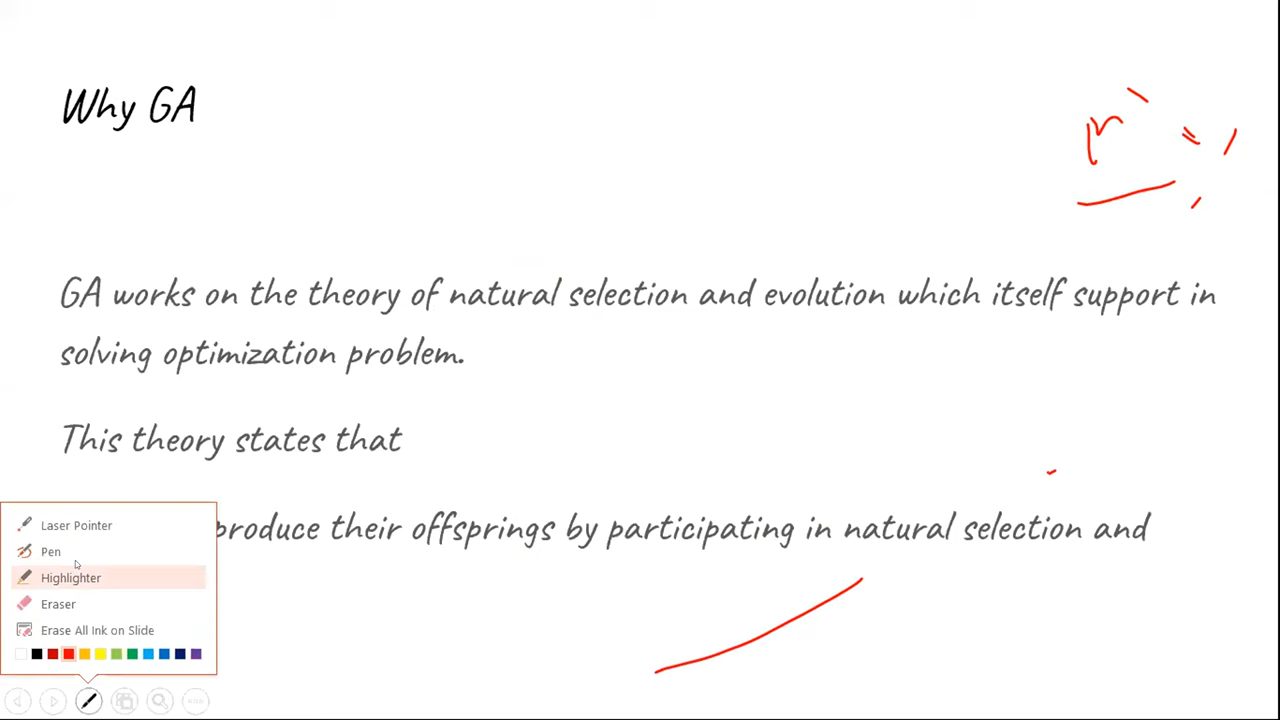 Why GA
GA works on the theory of natural selection and evolution which itself support in
solving optimization problem.
This theory states that
produce their offsprings by participating in natural selection and
Laser Pointer
Pen
Highlighter
Eraser
Erase All Ink on Slide